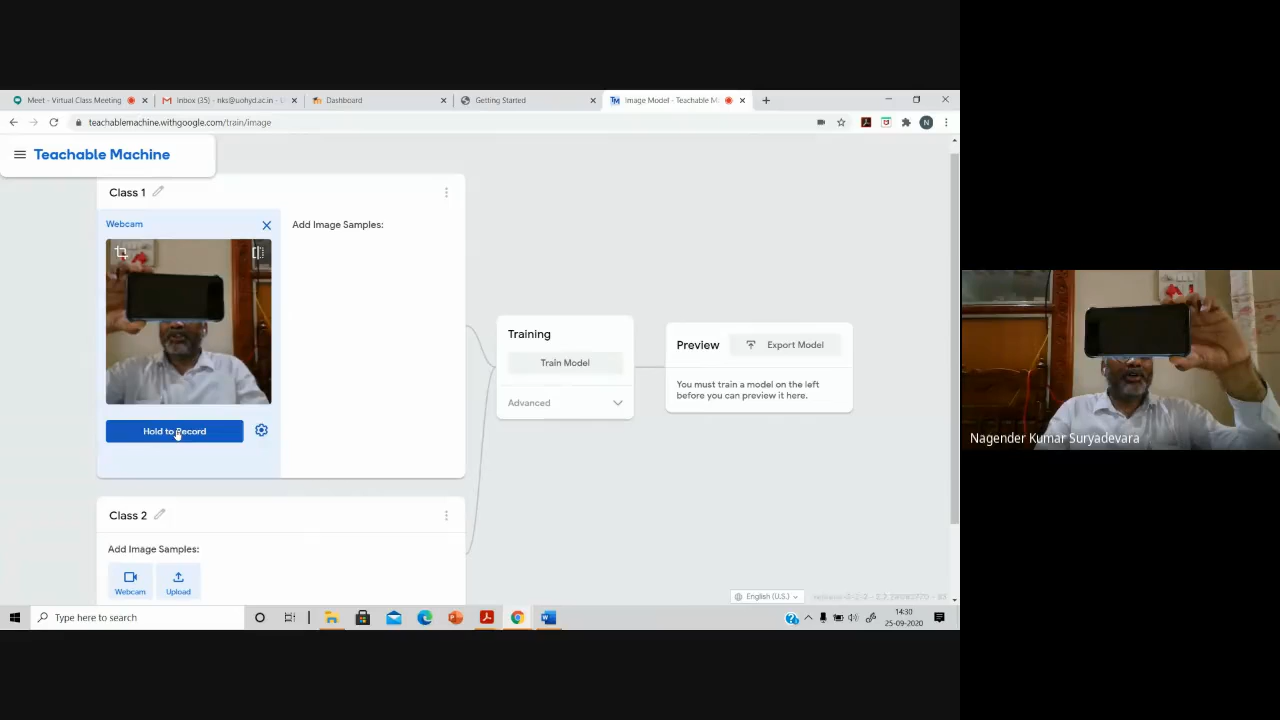 Meet - Virtual Class Meeting
Inbox (35) - nks@uohyd.ac.in -
Dashboard
Getting Started
Image Model - Teachable M
teachablemachine.withgoogle.com/train/image
N
Teachable Machine
Class 1
Webcam
Add Image Samples:
Hold to Record
Training
Train Model
Advanced
Preview
Export Model
You must train a model on the left
before you can preview it here.
Class 2
Add Image Samples:
Webcam
Upload
English (U.S.)
Type here to search
14:30
25-09-2020
Nagender Kumar Suryadevara